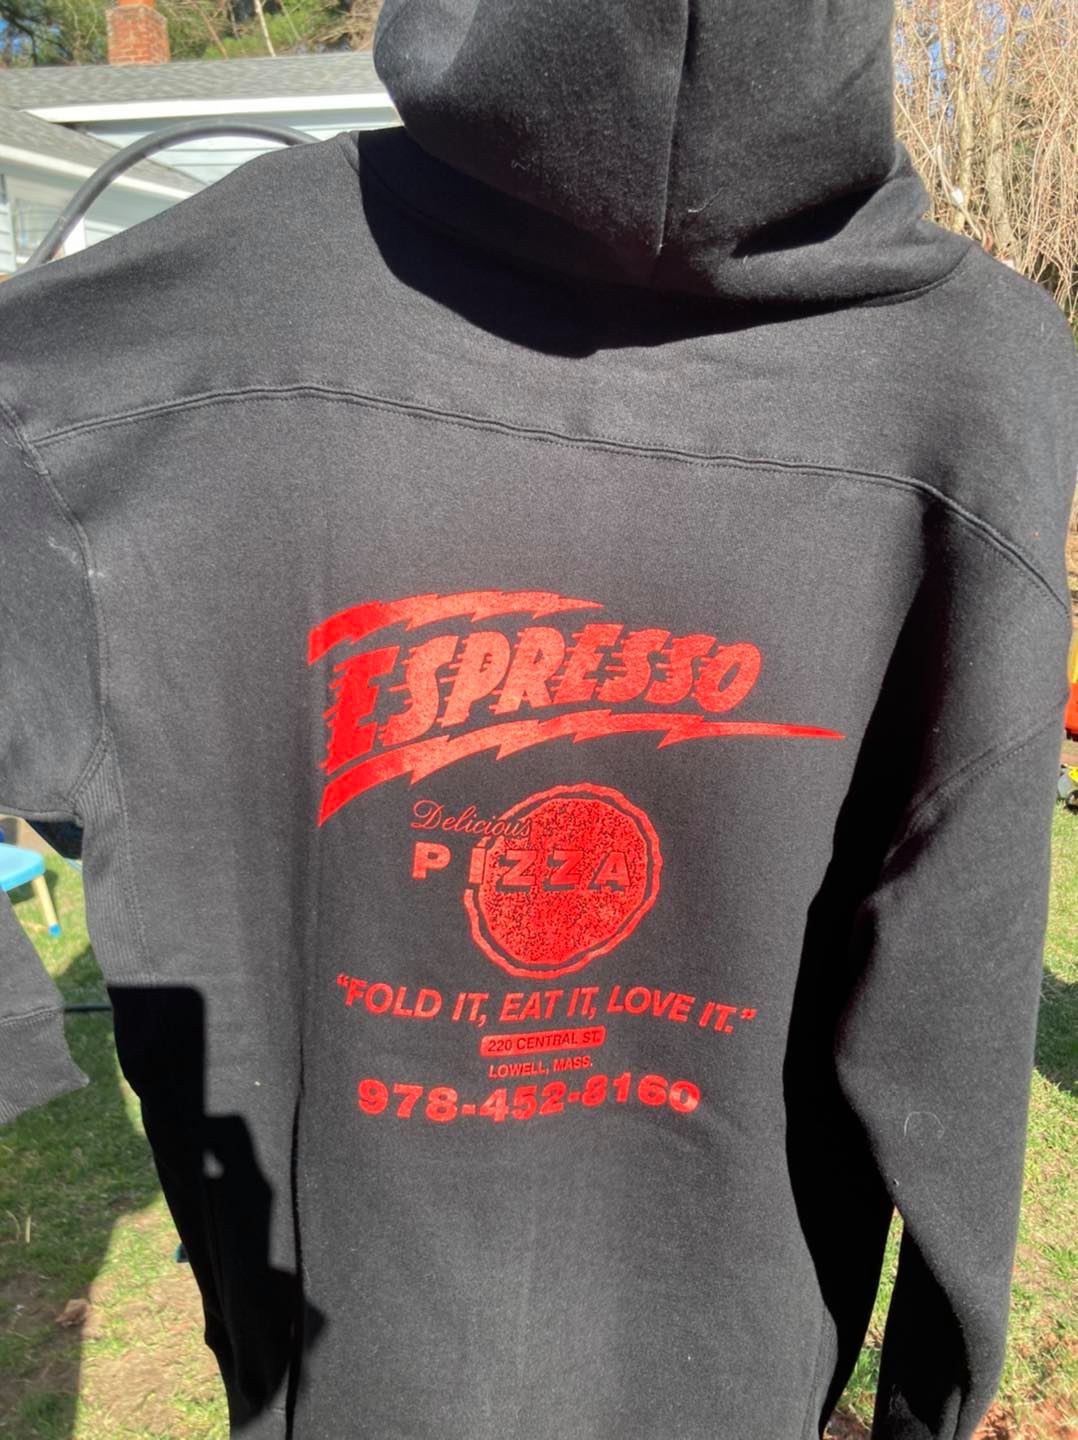 ESPRESSO
Delicious
PIZZA
“FOLD IT, EAT IT, LOVE IT.”
220 CENTRAL ST.
LOWELL, MASS.
978-452-8160